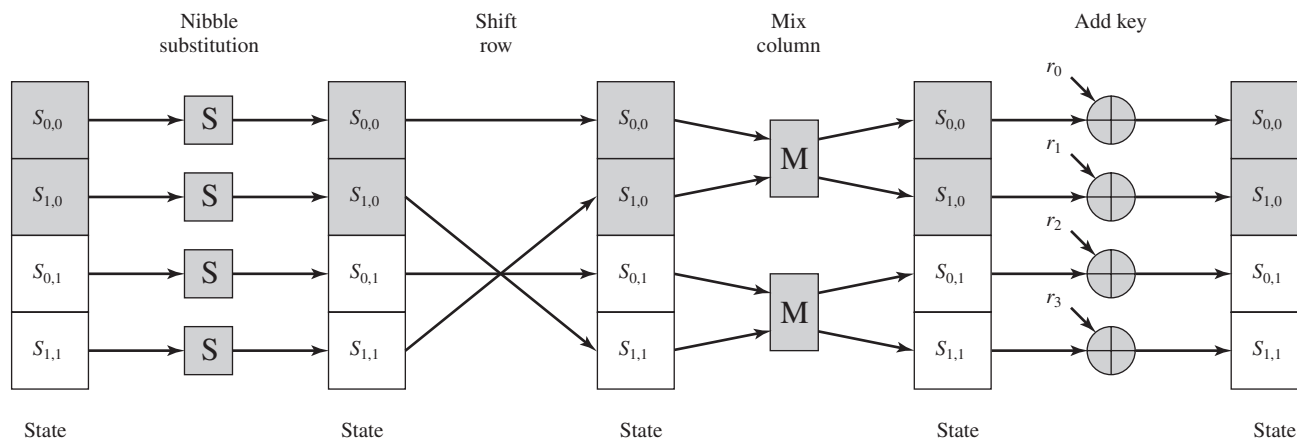 Nibble
substitution
Shift
row
Mix
column
Add key
S0,0
S
S0,0
S0,0
M
S0,0
r0
S0,0
S1,0
S
S1,0
S1,0
S1,0
r1
S1,0
S0,1
S
S0,1
S0,1
M
S0,1
r2
S0,1
S1,1
S
S1,1
S1,1
S1,1
r3
S1,1
State
State
State
State
State